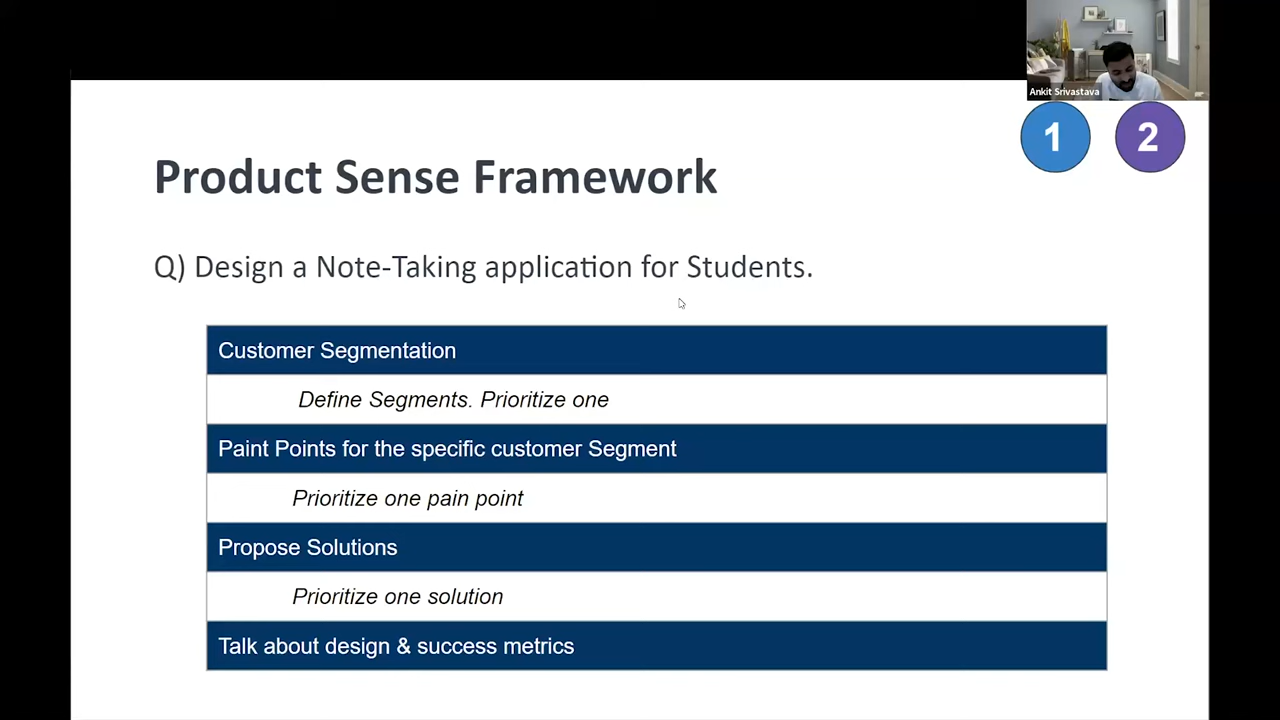 Ankit Srivastava
1 2
Product Sense Framework
Q) Design a Note-Taking application for Students.
Customer Segmentation
Define Segments. Prioritize one
Paint Points for the specific customer Segment
Prioritize one pain point
Propose Solutions
Prioritize one solution
Talk about design & success metrics